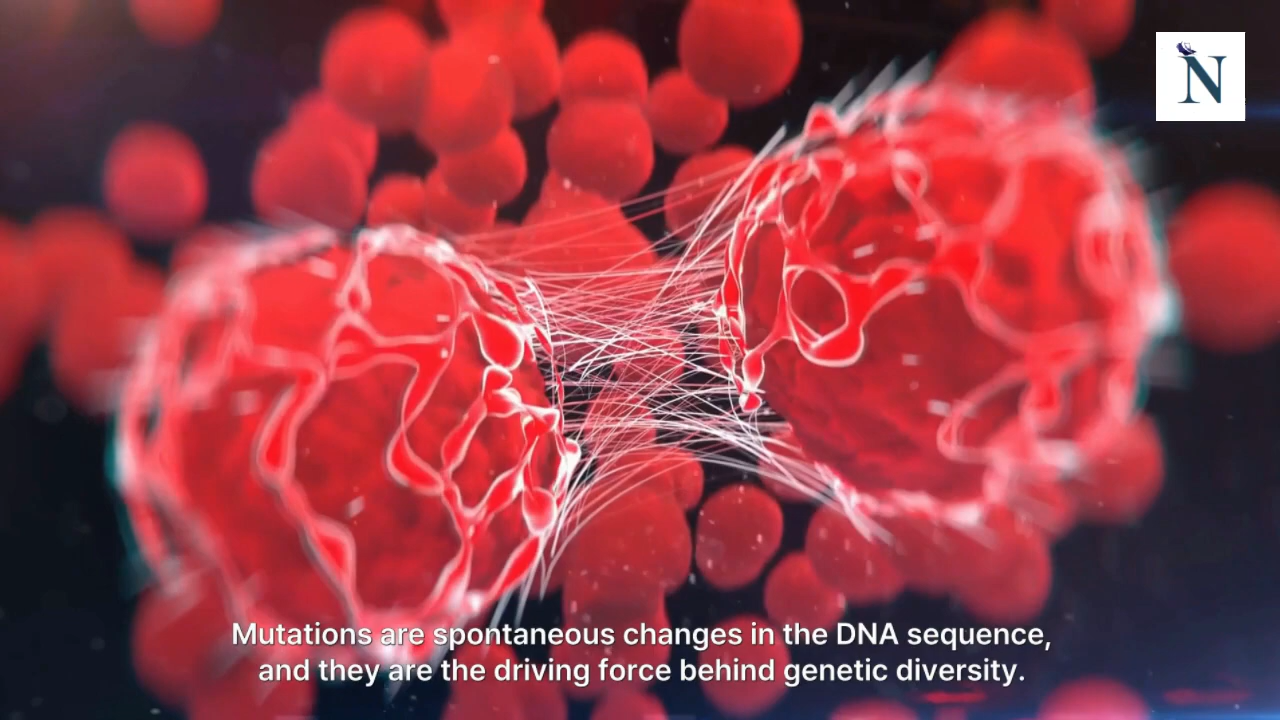 N
Mutations are spontaneous changes in the DNA sequence,
and they are the driving force behind genetic diversity.